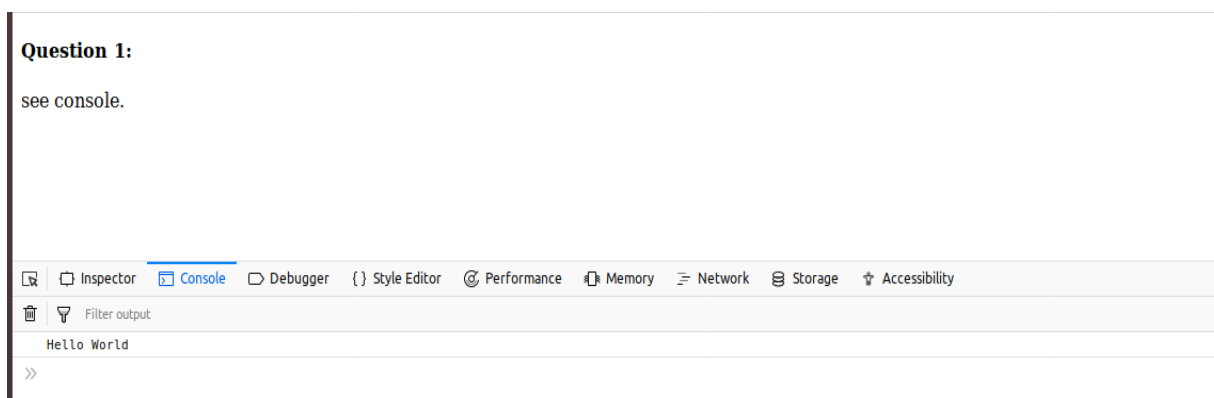 Question 1:
see console.
Inspector Console Debugger {} Style Editor Performance Memory Network Storage Accessibility
Filter output
Hello World
»